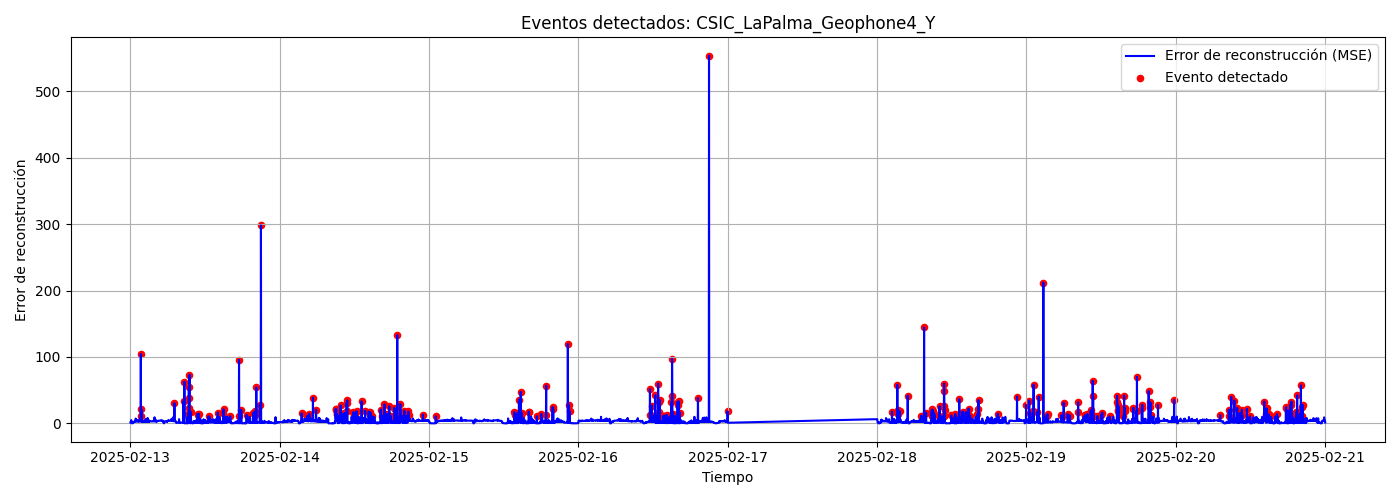 Eventos detectados: CSIC_LaPalma_Geophone4_Y
Error de reconstrucción (MSE)
Evento detectado
Error de reconstrucción
500
400
300
200
100
0
2025-02-13 2025-02-14 2025-02-15 2025-02-16 2025-02-17 2025-02-18 2025-02-19 2025-02-20 2025-02-21
Tiempo